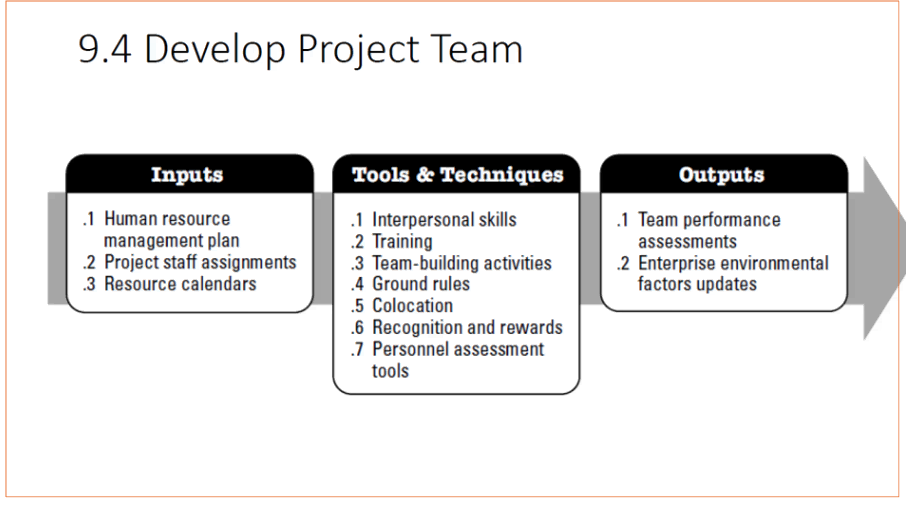 9.4 Develop Project Team
Inputs
.1 Human resource
management plan
.2 Project staff assignments
.3 Resource calendars
Tools & Techniques
.1 Interpersonal skills
.2 Training
.3 Team-building activities
.4 Ground rules
.5 Colocation
.6 Recognition and rewards
.7 Personnel assessment
tools
Outputs
.1 Team performance
assessments
.2 Enterprise environmental
factors updates